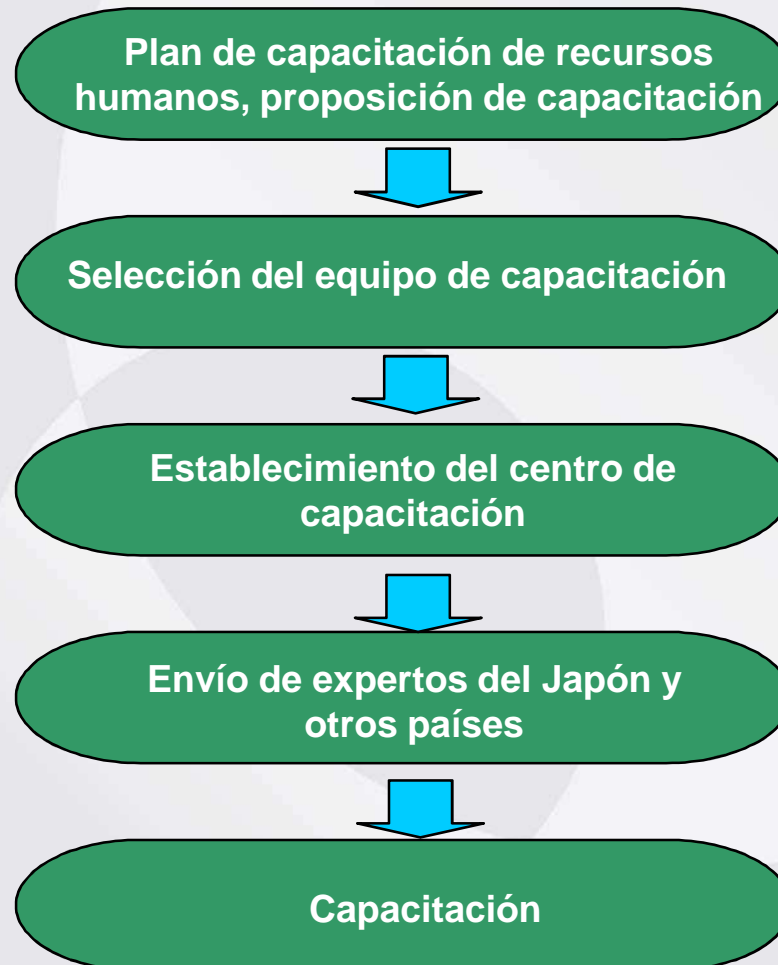 Plan de capacitación de recursos
humanos, proposición de capacitación
Selección del equipo de capacitación
Establecimiento del centro de
capacitación
Envío de expertos del Japón y
otros países
Capacitación